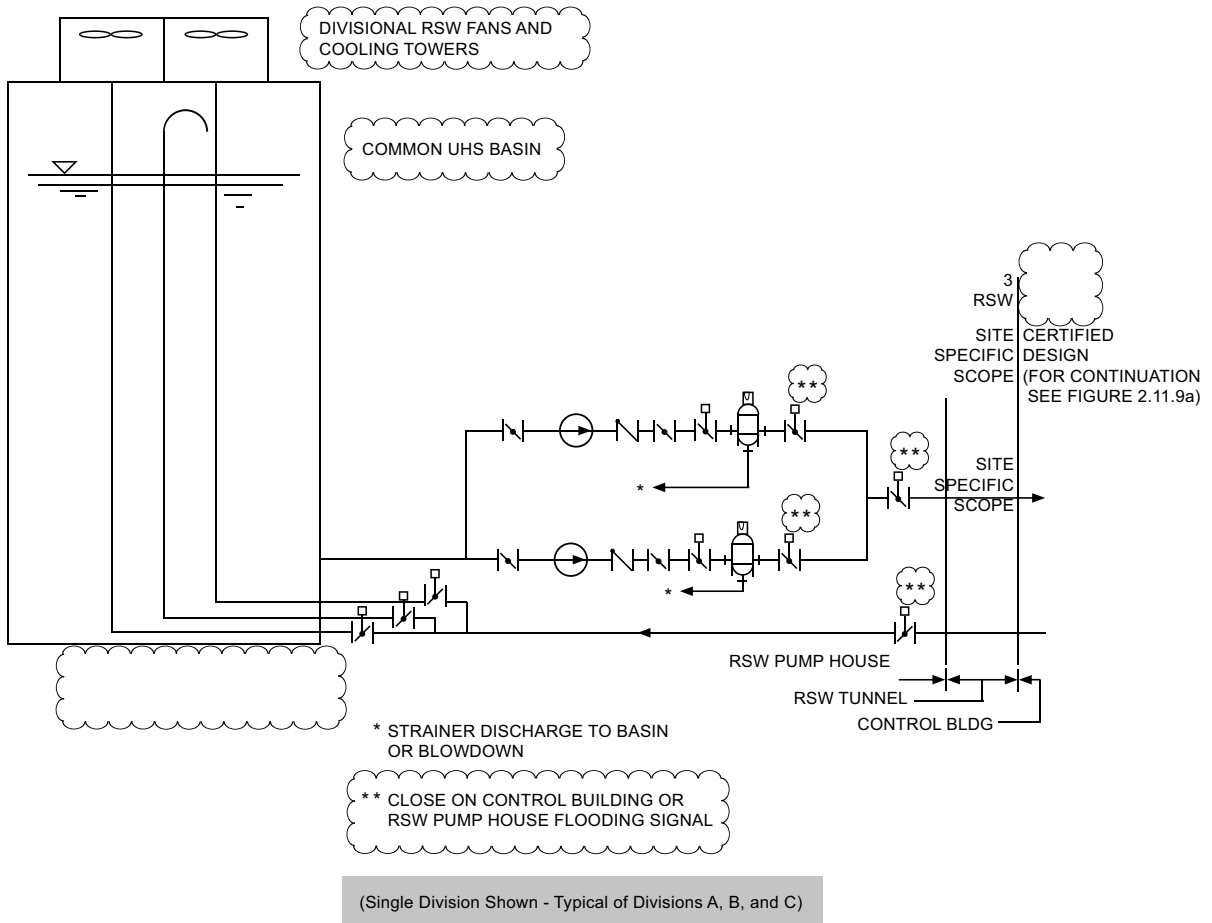 DIVISIONAL RSW FANS AND
COOLING TOWERS
COMMON UHS BASIN
3
RSW
SITE
SPECIFIC
SCOPE
CERTIFIED
DESIGN
(FOR CONTINUATION
SEE FIGURE 2.11.9a)
**
**
SITE
SPECIFIC
SCOPE
*
**
*
**
RSW PUMP HOUSE
RSW TUNNEL
CONTROL BLDG
* STRAINER DISCHARGE TO BASIN
OR BLOWDOWN
** CLOSE ON CONTROL BUILDING OR
RSW PUMP HOUSE FLOODING SIGNAL
(Single Division Shown - Typical of Divisions A, B, and C)